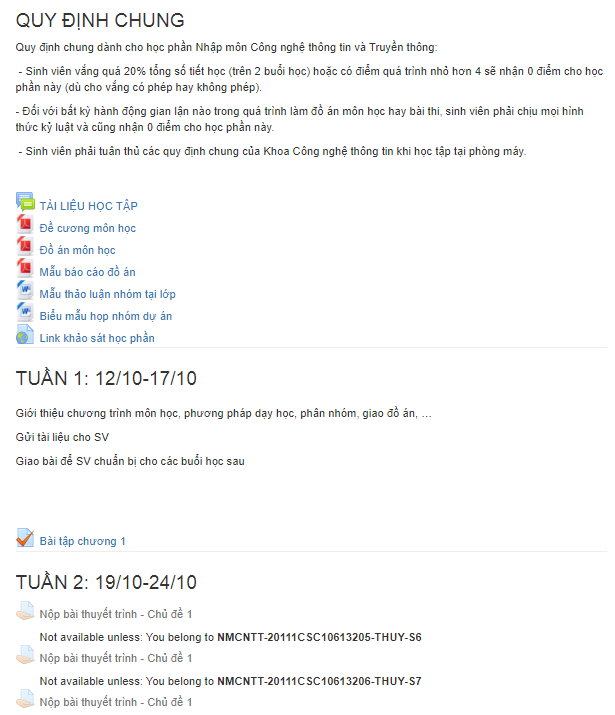 QUY ĐỊNH CHUNG
Quy định chung dành cho học phần Nhập môn Công nghệ thông tin và Truyền thông:
- Sinh viên vắng quá 20% tổng số tiết học (trên 2 buổi học) hoặc có điểm quá trình nhỏ hơn 4 sẽ nhận 0 điểm cho học
phần này (dù cho vắng có phép hay không phép).
- Đối với bất kỳ hành động gian lận nào trong quá trình làm đồ án môn học hay bài thi, sinh viên phải chịu mọi hình
thức kỷ luật và cũng nhận 0 điểm cho học phần này.
- Sinh viên phải tuân thủ các quy định chung của Khoa Công nghệ thông tin khi học tập tại phòng máy.
TÀI LIỆU HỌC TẬP
Đề cương môn học
Đồ án môn học
Mẫu báo cáo đồ án
Mẫu thảo luận nhóm tại lớp
Biểu mẫu họp nhóm dự án
Link khảo sát học phần
TUẦN 1: 12/10-17/10
Giới thiệu chương trình môn học, phương pháp dạy học, phân nhóm, giao đồ án, ...
Gửi tài liệu cho SV
Giao bài để SV chuẩn bị cho các buổi học sau
Bài tập chương 1
TUẦN 2: 19/10-24/10
Nộp bài thuyết trình - Chủ đề 1
Not available unless: You belong to NMCNTT-20111CSC10613205-THUY-S6
Nộp bài thuyết trình - Chủ đề 1
Not available unless: You belong to NMCNTT-20111CSC10613206-THUY-S7
Nộp bài thuyết trình - Chủ đề 1